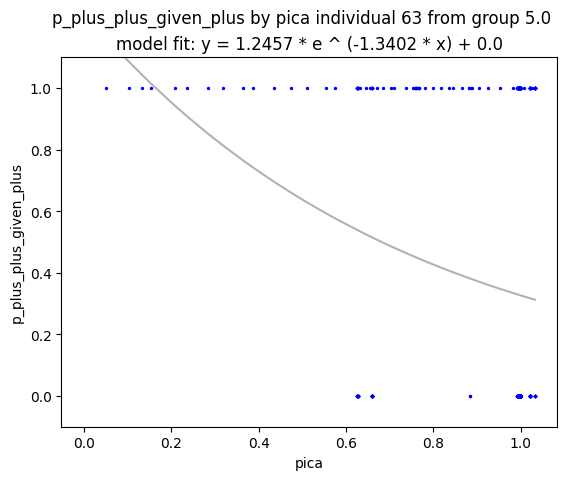 p_plus_plus_given_plus by pica individual 63 from group 5.0
model fit: y = 1.2457 * e ^ (-1.3402 * x) + 0.0
p_plus_plus_given_plus
1.0
0.8
0.6
0.4
0.2
0.0
0.0 0.2 0.4 0.6 0.8 1.0
pica